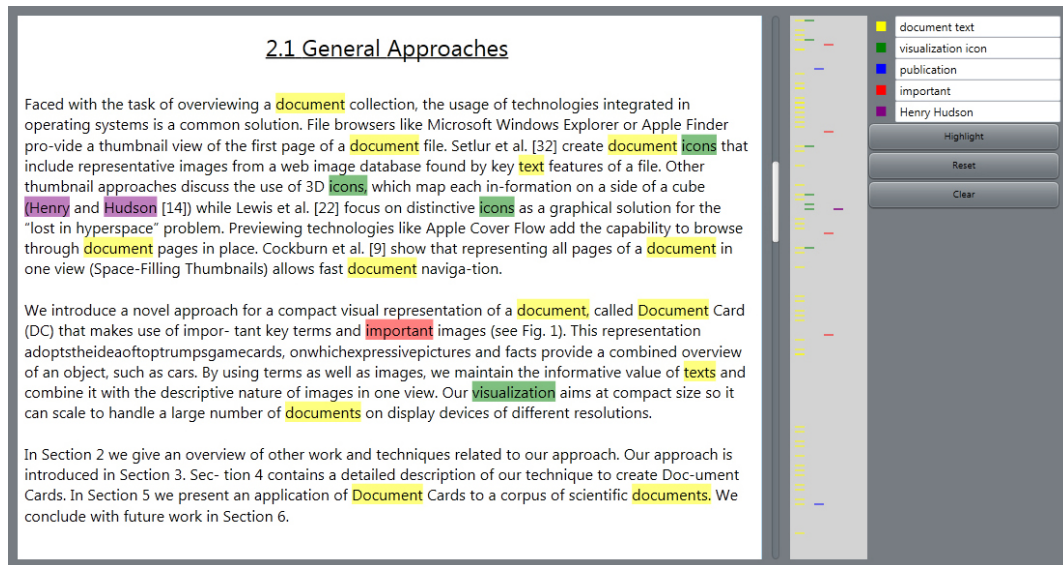 2.1 General Approaches
Faced with the task of overviewing a document collection, the usage of technologies integrated in
operating systems is a common solution. File browsers like Microsoft Windows Explorer or Apple Finder
pro-vide a thumbnail view of the first page of a document file. Setlur et al. [32] create document icons that
include representative images from a web image database found by key text features of a file. Other
thumbnail approaches discuss the use of 3D icons, which map each in-formation on a side of a cube
(Henry and Hudson [14]) while Lewis et al. [22] focus on distinctive icons as a graphical solution for the
"lost in hyperspace" problem. Previewing technologies like Apple Cover Flow add the capability to browse
through document pages in place. Cockburn et al. [9] show that representing all pages of a document in
one view (Space-Filling Thumbnails) allows fast document naviga-tion.
We introduce a novel approach for a compact visual representation of a document, called Document Card
(DC) that makes use of impor- tant key terms and important images (see Fig. 1). This representation
adoptstheideaoftoptrumpsgamecards, onwhichexpressivepictures and facts provide a combined overview
of an object, such as cars. By using terms as well as images, we maintain the informative value of texts and
combine it with the descriptive nature of images in one view. Our visualization aims at compact size so it
can scale to handle a large number of documents on display devices of different resolutions.
In Section 2 we give an overview of other work and techniques related to our approach. Our approach is
introduced in Section 3. Sec- tion 4 contains a detailed description of our technique to create Doc-ument
Cards. In Section 5 we present an application of Document Cards to a corpus of scientific documents. We
conclude with future work in Section 6.
document text
visualization icon
publication
important
Henry Hudson
Highlight
Reset
Clear